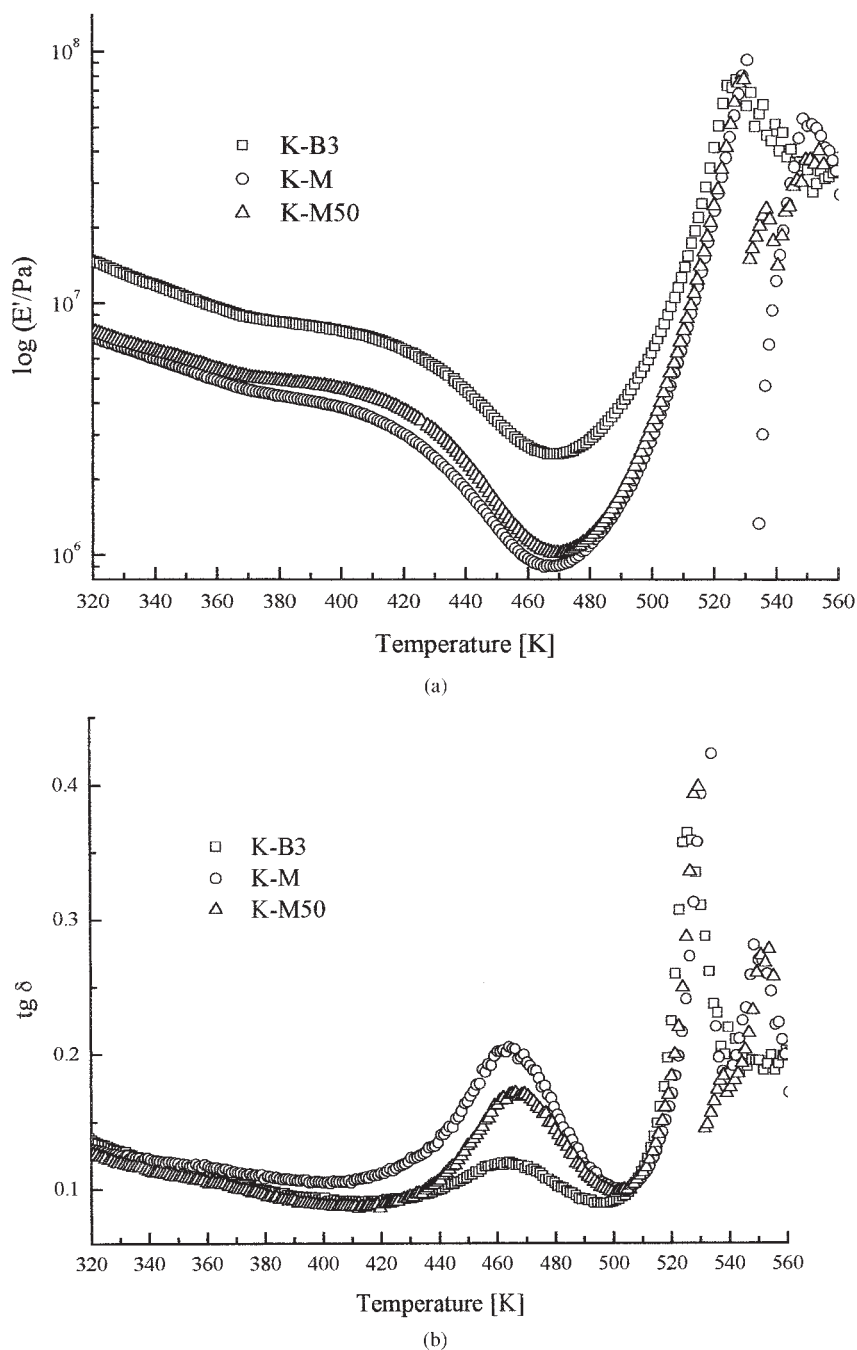 10⁸
K-B3
K-M
K-M50
10⁷
log (E'/Pa)
10⁶
320 340 360 380 400 420 440 460 480 500 520 540 560
Temperature [K]
(a)
0.4
K-B3
K-M
K-M50
0.3
tg δ
0.2
0.1
320 340 360 380 400 420 440 460 480 500 520 540 560
Temperature [K]
(b)